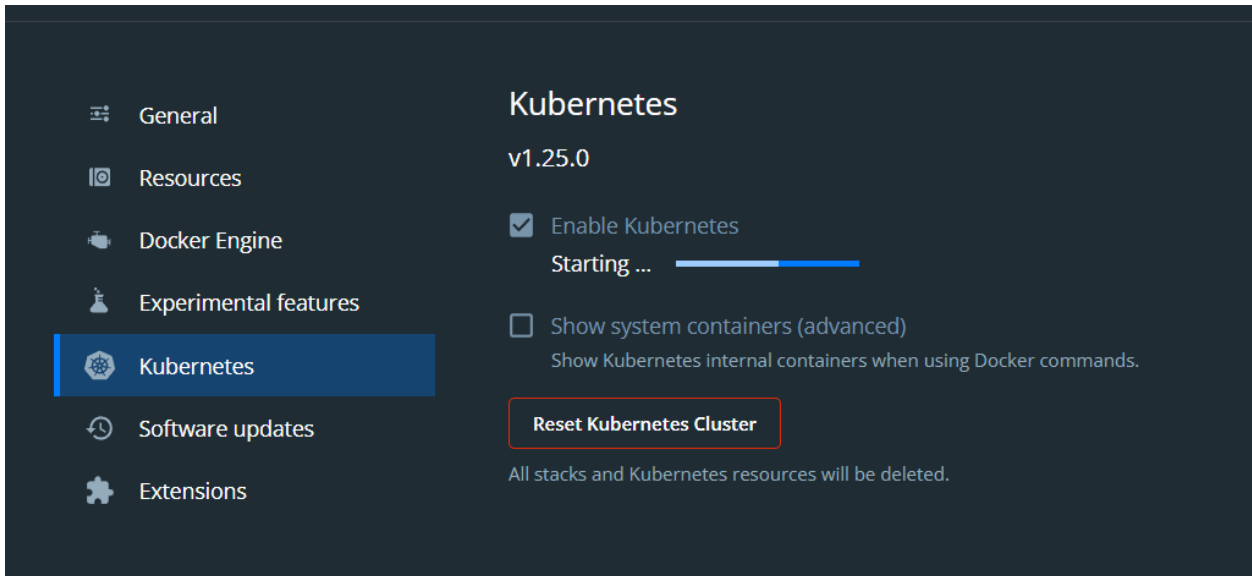 General
Resources
Docker Engine
Experimental features
Kubernetes
Software updates
Extensions
Kubernetes
v1.25.0
Enable Kubernetes
Starting ...
Show system containers (advanced)
Show Kubernetes internal containers when using Docker commands.
Reset Kubernetes Cluster
All stacks and Kubernetes resources will be deleted.